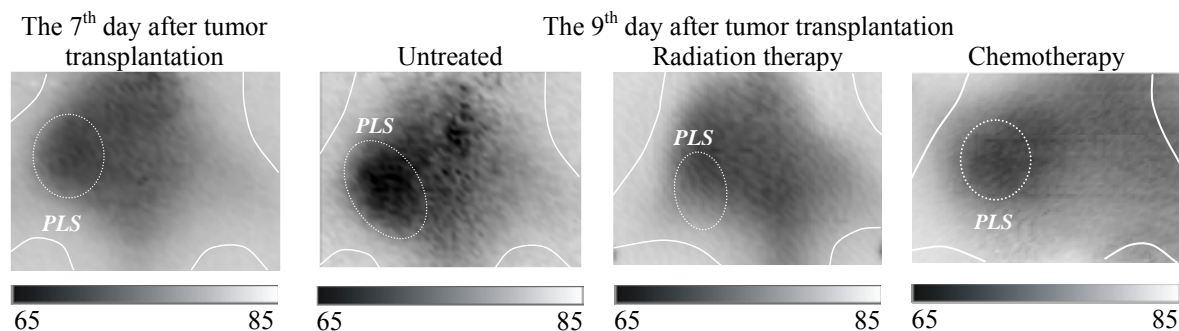 The 7th day after tumor
transplantation
The 9th day after tumor transplantation
Untreated
Radiation therapy
Chemotherapy
PLS
PLS
PLS
PLS
65 85
65 85
65 85
65 85